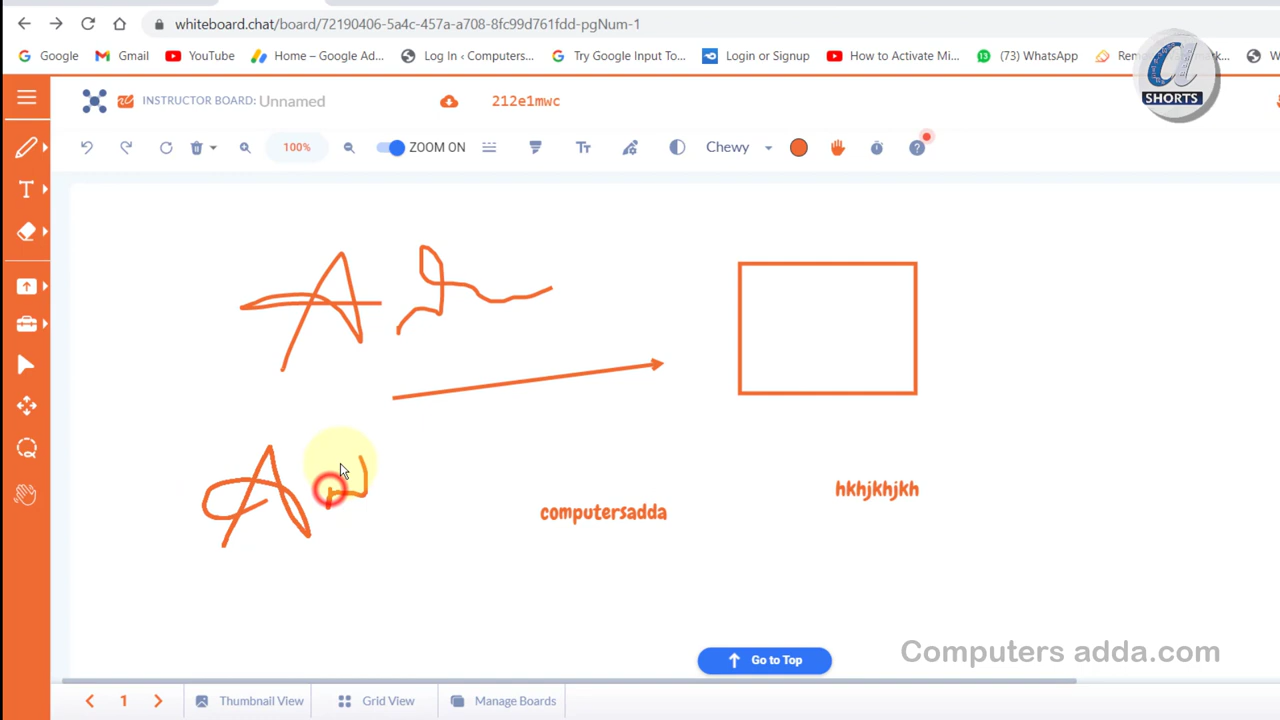 whiteboard.chat/board/72190406-5a4c-457a-a708-8fc99d761fdd-pgNum-1
Google Gmail YouTube Home – Google Ad... Log In ‹ Computers... Try Google Input To... Login or Signup How to Activate Mi... (73) WhatsApp
SHORTS
INSTRUCTOR BOARD: Unnamed 212e1mwc
100% ZOOM ON Tт Chewy ?
T
A
A
computersadda
hkhjkhjkh
Go to Top
Computers adda.com
1 Thumbnail View Grid View Manage Boards